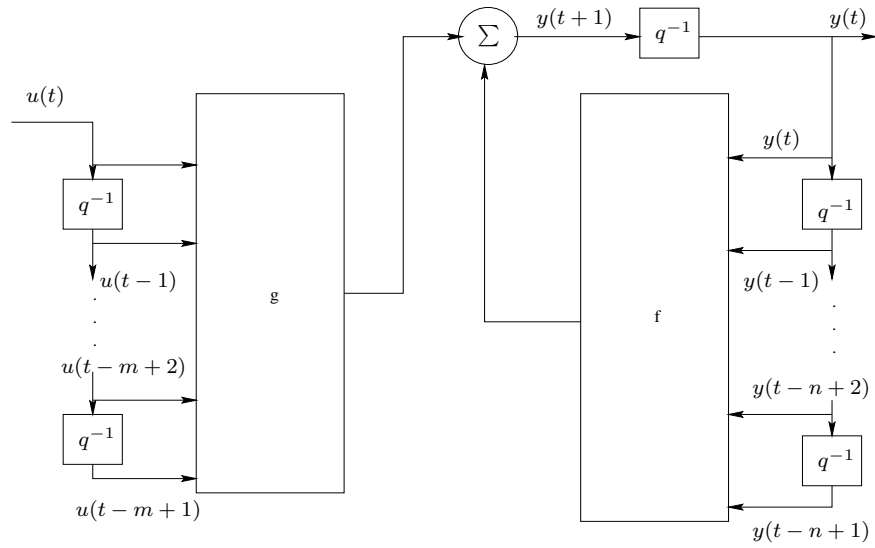 ∑ y(t + 1) q⁻¹ y(t)
u(t)
y(t)
q⁻¹ q⁻¹
u(t − 1) y(t − 1)
g f
u(t − m + 2) y(t − n + 2)
q⁻¹ q⁻¹
u(t − m + 1) y(t − n + 1)